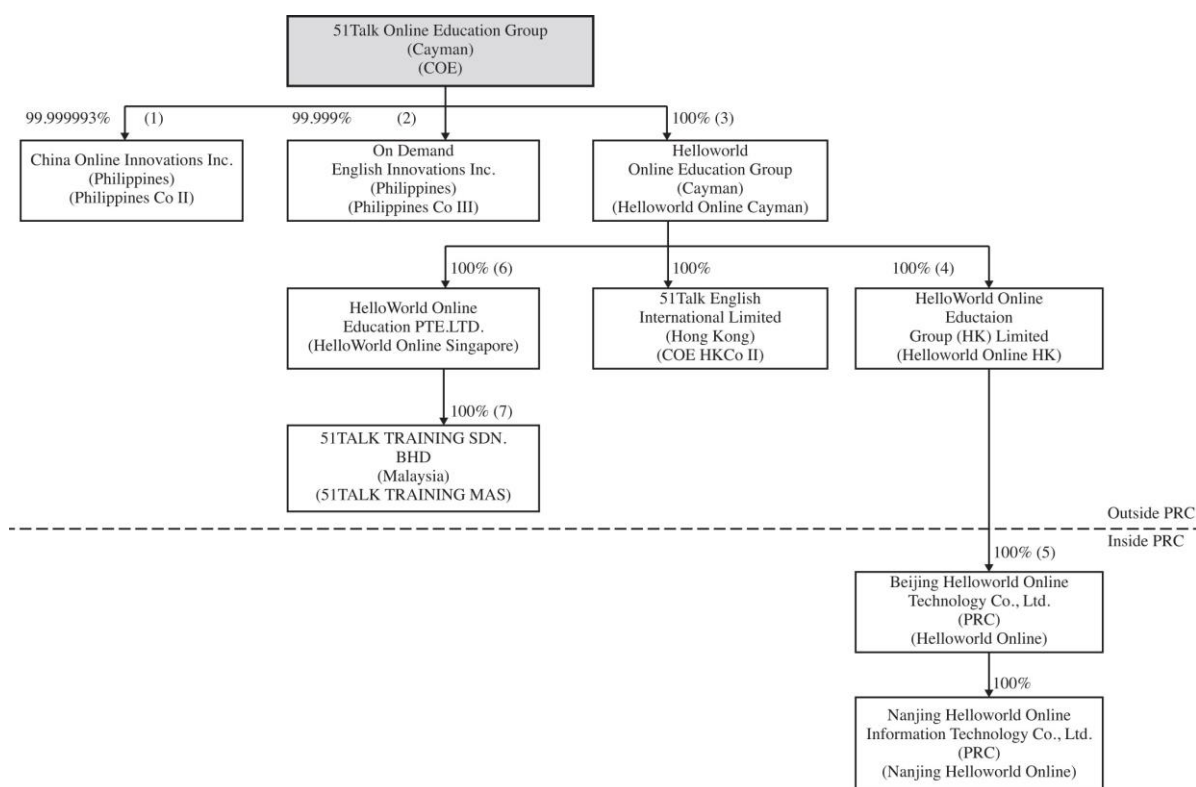 51Talk Online Education Group
(Cayman)
(COE)
99.999993% (1)
99.999% (2)
100% (3)
China Online Innovations Inc.
(Philippines)
(Philippines Co II)
On Demand
English Innovations Inc.
(Philippines)
(Philippines Co III)
Helloworld
Online Education Group
(Cayman)
(Helloworld Online Cayman)
100% (6)
100%
100% (4)
HelloWorld Online
Education PTE.LTD.
(HelloWorld Online Singapore)
51Talk English
International Limited
(Hong Kong)
(COE HKCo II)
HelloWorld Online
Eductaion
Group (HK) Limited
(Helloworld Online HK)
100% (7)
51TALK TRAINING SDN.
BHD
(Malaysia)
(51TALK TRAINING MAS)
Outside PRC
Inside PRC
100% (5)
Beijing Helloworld Online
Technology Co., Ltd.
(PRC)
(Helloworld Online)
100%
Nanjing Helloworld Online
Information Technology Co., Ltd.
(PRC)
(Nanjing Helloworld Online)